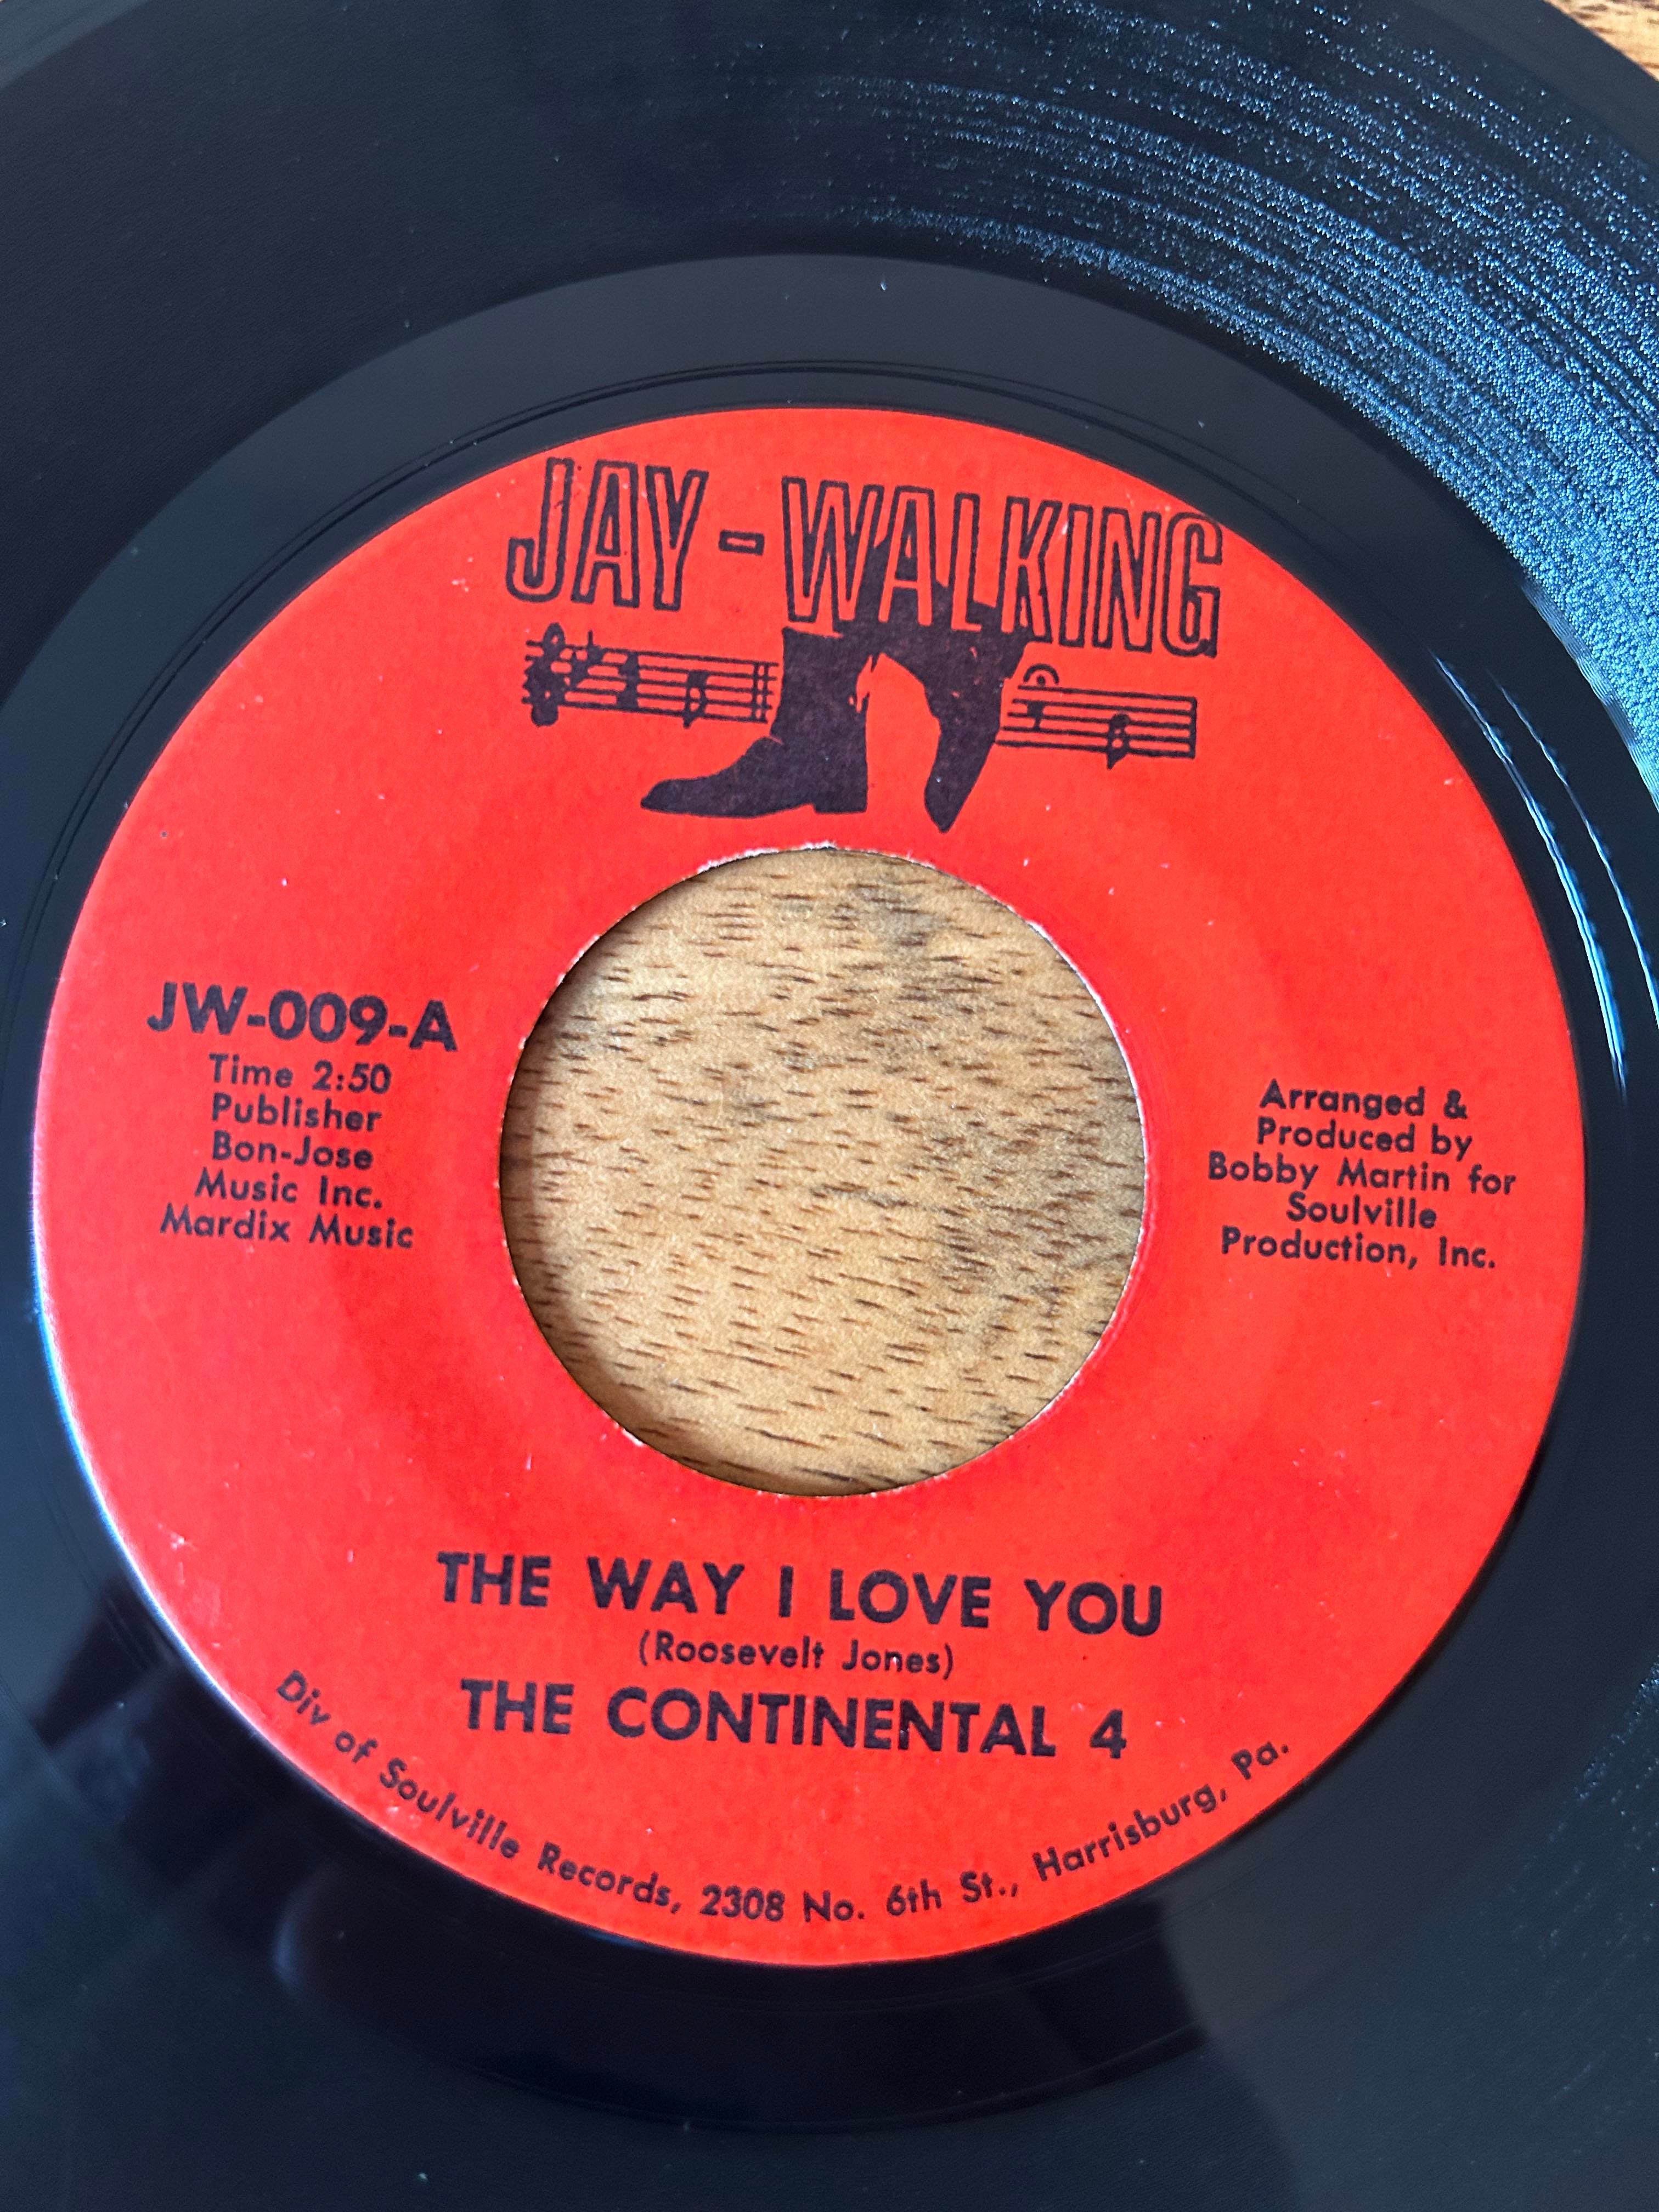 JAY-WALKING
JW-009-A
Time 2:50
Publisher
Bon-Jose
Music Inc.
Mardix Music
Arranged &
Produced by
Bobby Martin for
Soulville
Production, Inc.
THE WAY I LOVE YOU
(Roosevelt Jones)
THE CONTINENTAL 4
Div of Soulville Records, 2308 No. 6th St., Harrisburg, Pa.